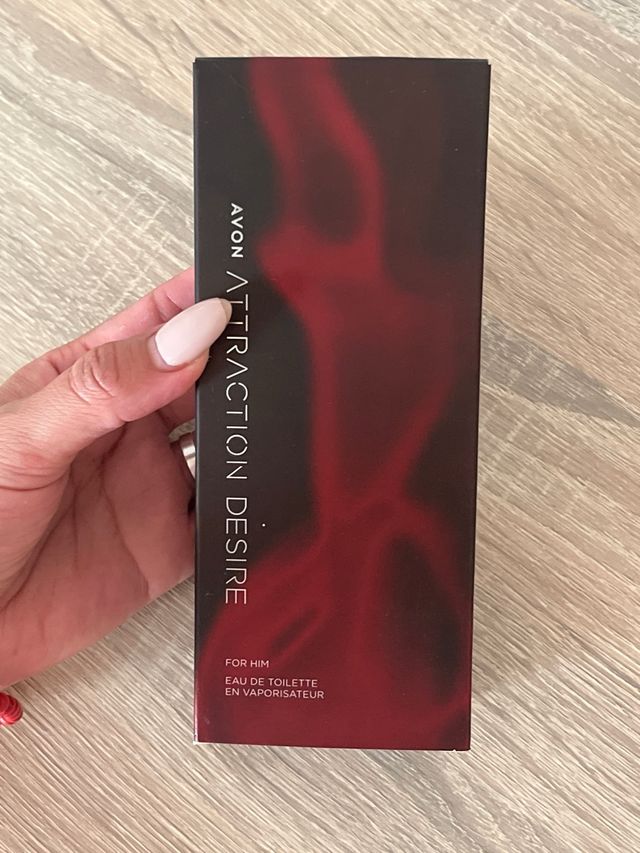 AVON
ATTRACTION DESIRE
FOR HIM
EAU DE TOILETTE
EN VAPORISATEUR